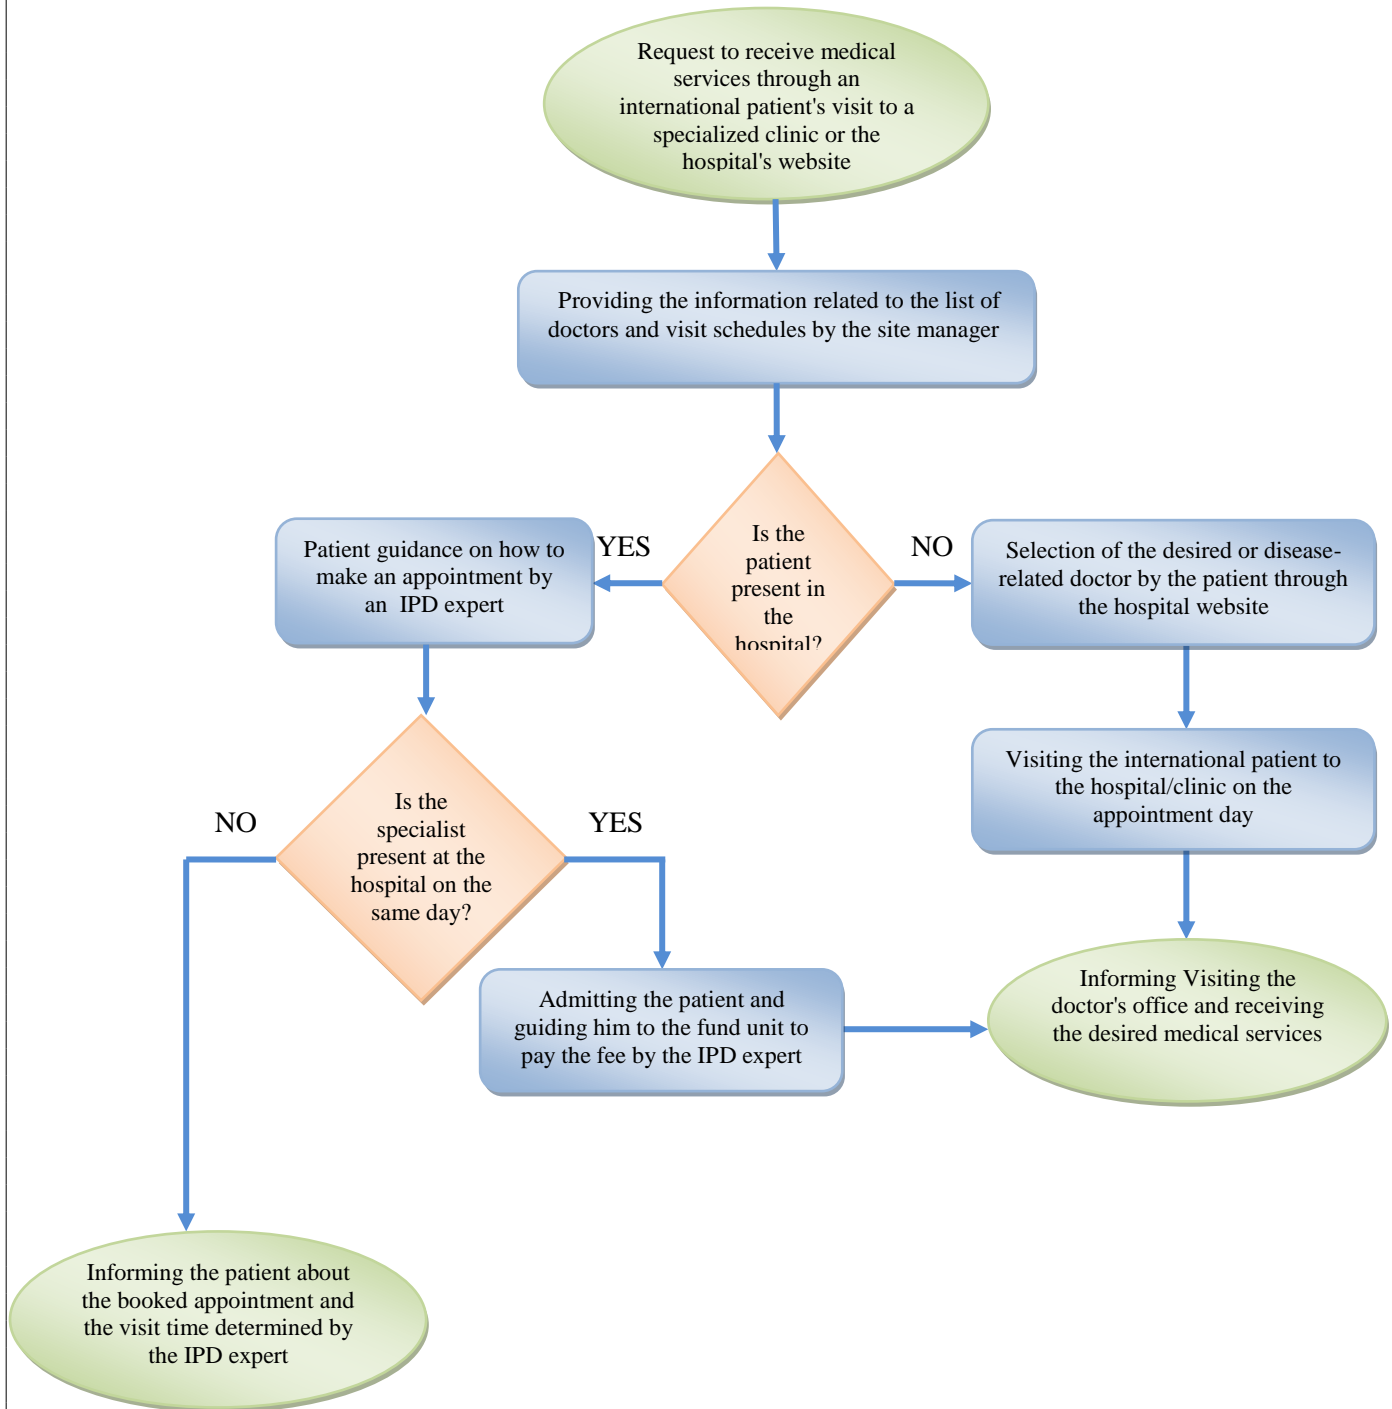 Request to receive medical
services through an
international patient's visit to a
specialized clinic or the
hospital's website
Providing the information related to the list of
doctors and visit schedules by the site manager
Is the
patient
present in
the
hospital?
YES
NO
Patient guidance on how to
make an appointment by
an IPD expert
Selection of the desired or disease-
related doctor by the patient through
the hospital website
Visiting the international patient to
the hospital/clinic on the
appointment day
Is the
specialist
present at the
hospital on the
same day?
NO
YES
Admitting the patient and
guiding him to the fund unit to
pay the fee by the IPD expert
Informing Visiting the
doctor's office and receiving
the desired medical services
Informing the patient about
the booked appointment and
the visit time determined by
the IPD expert